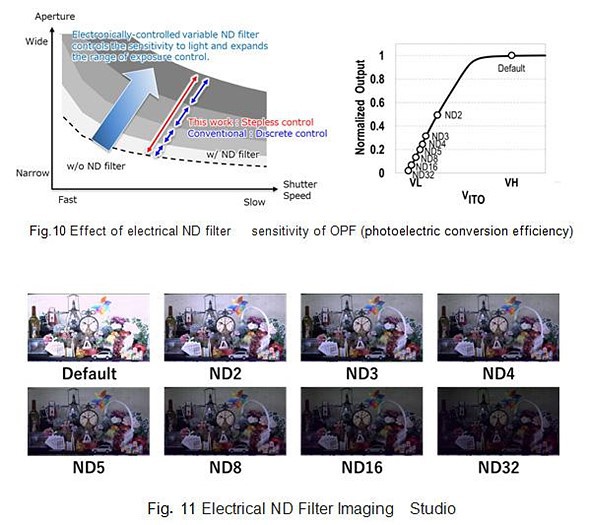 Aperture
Wide
Electronically-controlled variable ND filter
controls the sensitivity to light and expands
the range of exposure control.
This work : Stepless control
Conventional : Discrete control
w/o ND filter
w/ ND filter
Narrow
Fast
Slow
Shutter
Speed
Normalized Output
1
0.8
0.6
0.4
0.2
0
Default
ND2
ND3
ND4
ND5
ND8
ND16
ND32
VL
VH
VITO
Fig.10 Effect of electrical ND filter sensitivity of OPF (photoelectric conversion efficiency)
Default
ND2
ND3
ND4
ND5
ND8
ND16
ND32
Fig. 11 Electrical ND Filter Imaging Studio